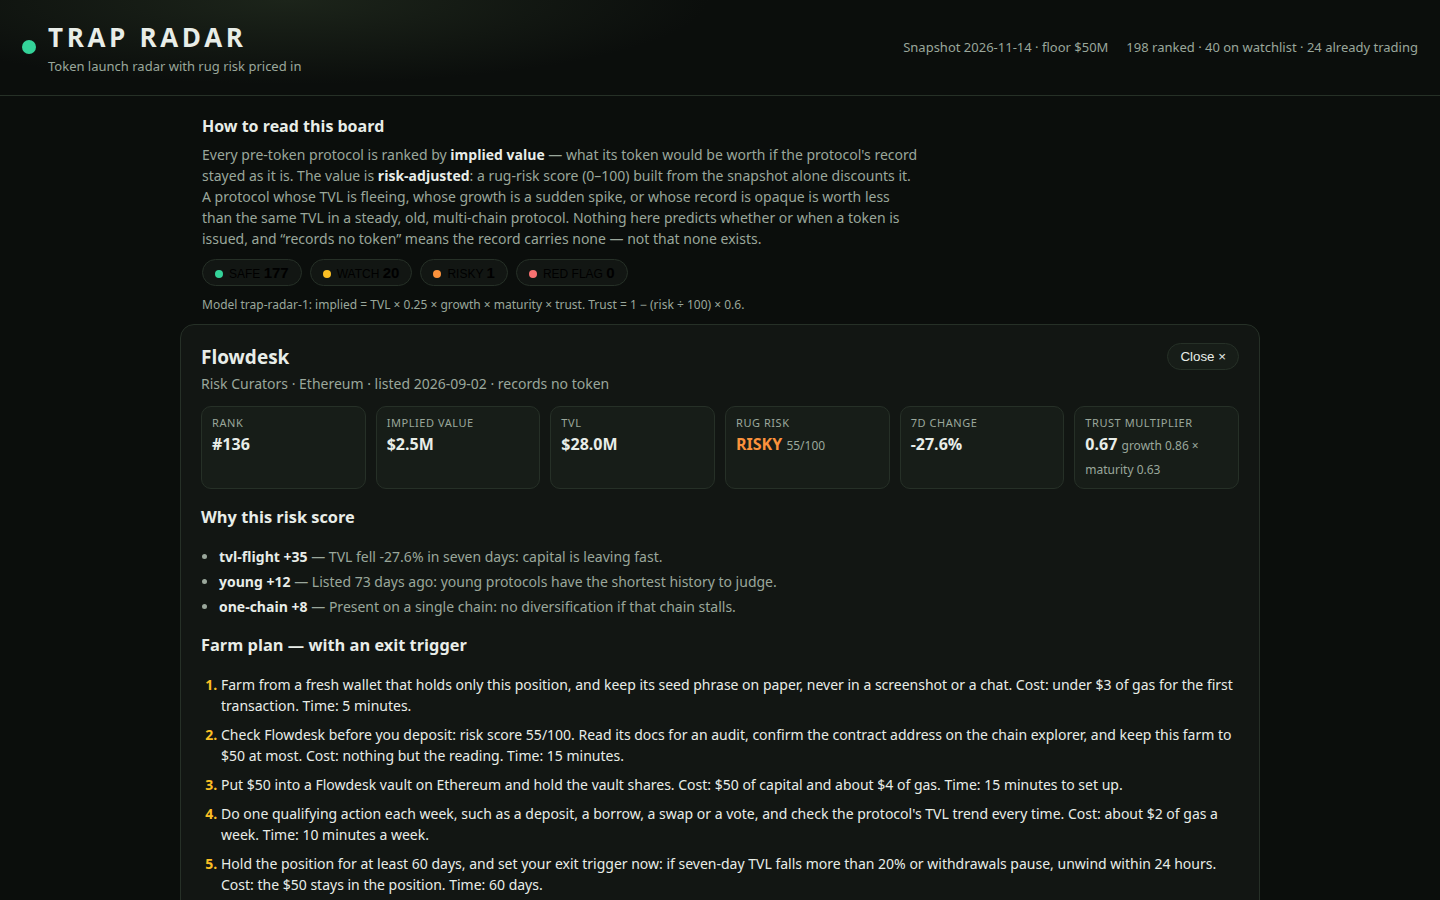 TRAP RADAR
Token launch radar with rug risk priced in
Snapshot 2026-11-14 · floor $50M 198 ranked · 40 on watchlist · 24 already trading
How to read this board
Every pre-token protocol is ranked by implied value — what its token would be worth if the protocol's record
stayed as it is. The value is risk-adjusted: a rug-risk score (0–100) built from the snapshot alone discounts it.
A protocol whose TVL is fleeing, whose growth is a sudden spike, or whose record is opaque is worth less
than the same TVL in a steady, old, multi-chain protocol. Nothing here predicts whether or when a token is
issued, and “records no token” means the record carries none — not that none exists.
SAFE 177 WATCH 20 RISKY 1 RED FLAG 0
Model trap-radar-1: implied = TVL × 0.25 × growth × maturity × trust. Trust = 1 − (risk ÷ 100) × 0.6.
Flowdesk
Close ×
Risk Curators · Ethereum · listed 2026-09-02 · records no token
RANK
#136
IMPLIED VALUE
$2.5M
TVL
$28.0M
RUG RISK
RISKY 55/100
7D CHANGE
-27.6%
TRUST MULTIPLIER
0.67 growth 0.86 ×
maturity 0.63
Why this risk score
• tvl-flight +35 — TVL fell -27.6% in seven days: capital is leaving fast.
• young +12 — Listed 73 days ago: young protocols have the shortest history to judge.
• one-chain +8 — Present on a single chain: no diversification if that chain stalls.
Farm plan — with an exit trigger
1. Farm from a fresh wallet that holds only this position, and keep its seed phrase on paper, never in a screenshot or a chat. Cost: under $3 of gas for the first
transaction. Time: 5 minutes.
2. Check Flowdesk before you deposit: risk score 55/100. Read its docs for an audit, confirm the contract address on the chain explorer, and keep this farm to
$50 at most. Cost: nothing but the reading. Time: 15 minutes.
3. Put $50 into a Flowdesk vault on Ethereum and hold the vault shares. Cost: $50 of capital and about $4 of gas. Time: 15 minutes to set up.
4. Do one qualifying action each week, such as a deposit, a borrow, a swap or a vote, and check the protocol's TVL trend every time. Cost: about $2 of gas a
week. Time: 10 minutes a week.
5. Hold the position for at least 60 days, and set your exit trigger now: if seven-day TVL falls more than 20% or withdrawals pause, unwind within 24 hours.
Cost: the $50 stays in the position. Time: 60 days.